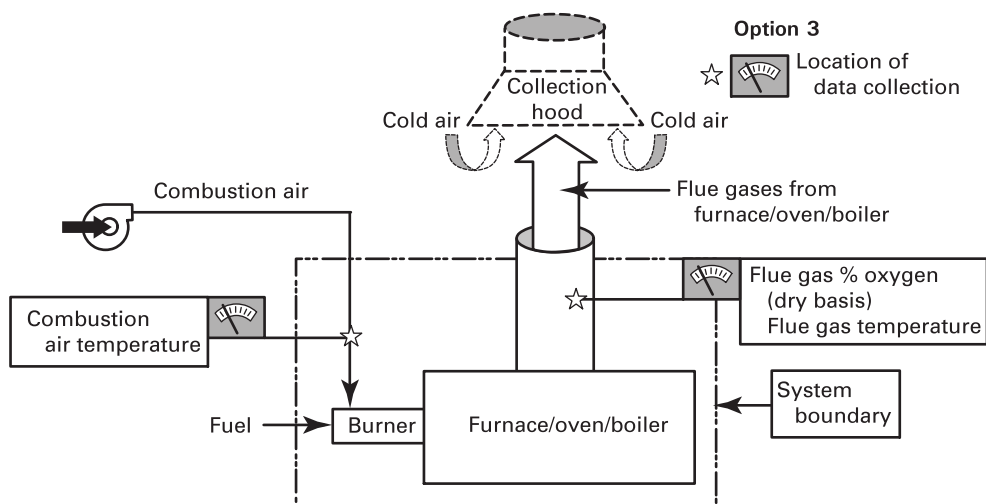 Option 3
Location of
data collection
Collection
hood
Cold air
Cold air
Combustion air
Flue gases from
furnace/oven/boiler
Flue gas % oxygen
(dry basis)
Flue gas temperature
Combustion
air temperature
System
boundary
Fuel
Burner
Furnace/oven/boiler